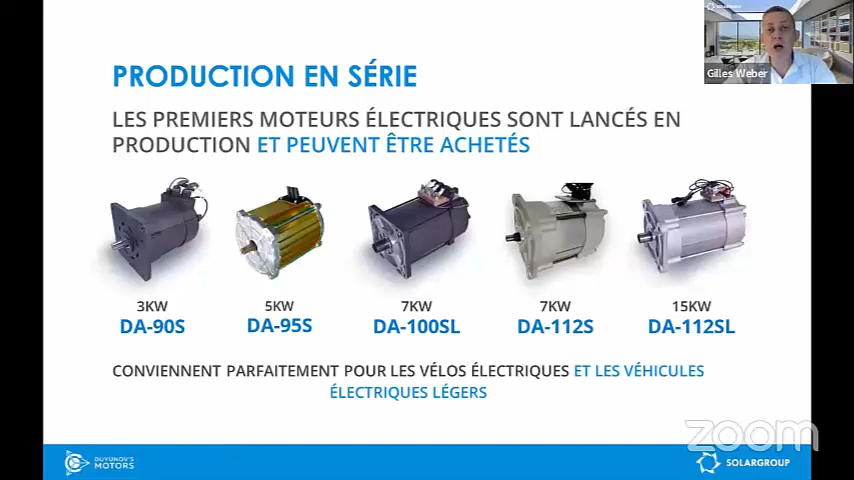 SOLARGROUP
Gilles Weber
PRODUCTION EN SÉRIE
LES PREMIERS MOTEURS ÉLECTRIQUES SONT LANCÉS EN
PRODUCTION ET PEUVENT ÊTRE ACHETÉS
3KW
5KW
7KW
7KW
15KW
DA-90S
DA-95S
DA-100SL
DA-112S
DA-112SL
CONVIENNENT PARFAITEMENT POUR LES VÉLOS ÉLECTRIQUES ET LES VÉHICULES
ÉLECTRIQUES LÉGERS
zoom
DUYUNOV'S
MOTORS
SOLARGROUP